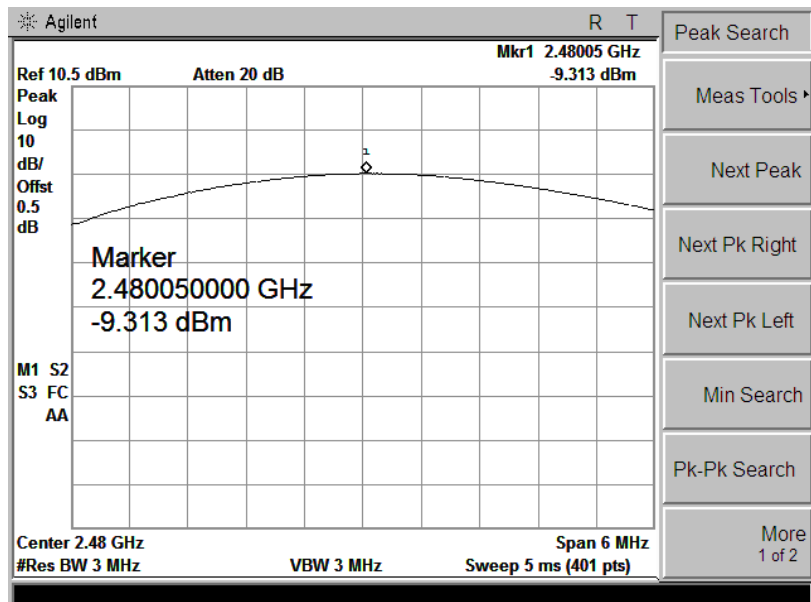 Agilent R T
Mkr1 2.48005 GHz
Ref 10.5 dBm Atten 20 dB -9.313 dBm
Peak
Log
10
dB/
Offst
0.5
dB
1
Marker
2.480050000 GHz
-9.313 dBm
M1 S2
S3 FC
AA
Center 2.48 GHz Span 6 MHz
#Res BW 3 MHz VBW 3 MHz Sweep 5 ms (401 pts)
Peak Search
Meas Tools
Next Peak
Next Pk Right
Next Pk Left
Min Search
Pk-Pk Search
More
1 of 2